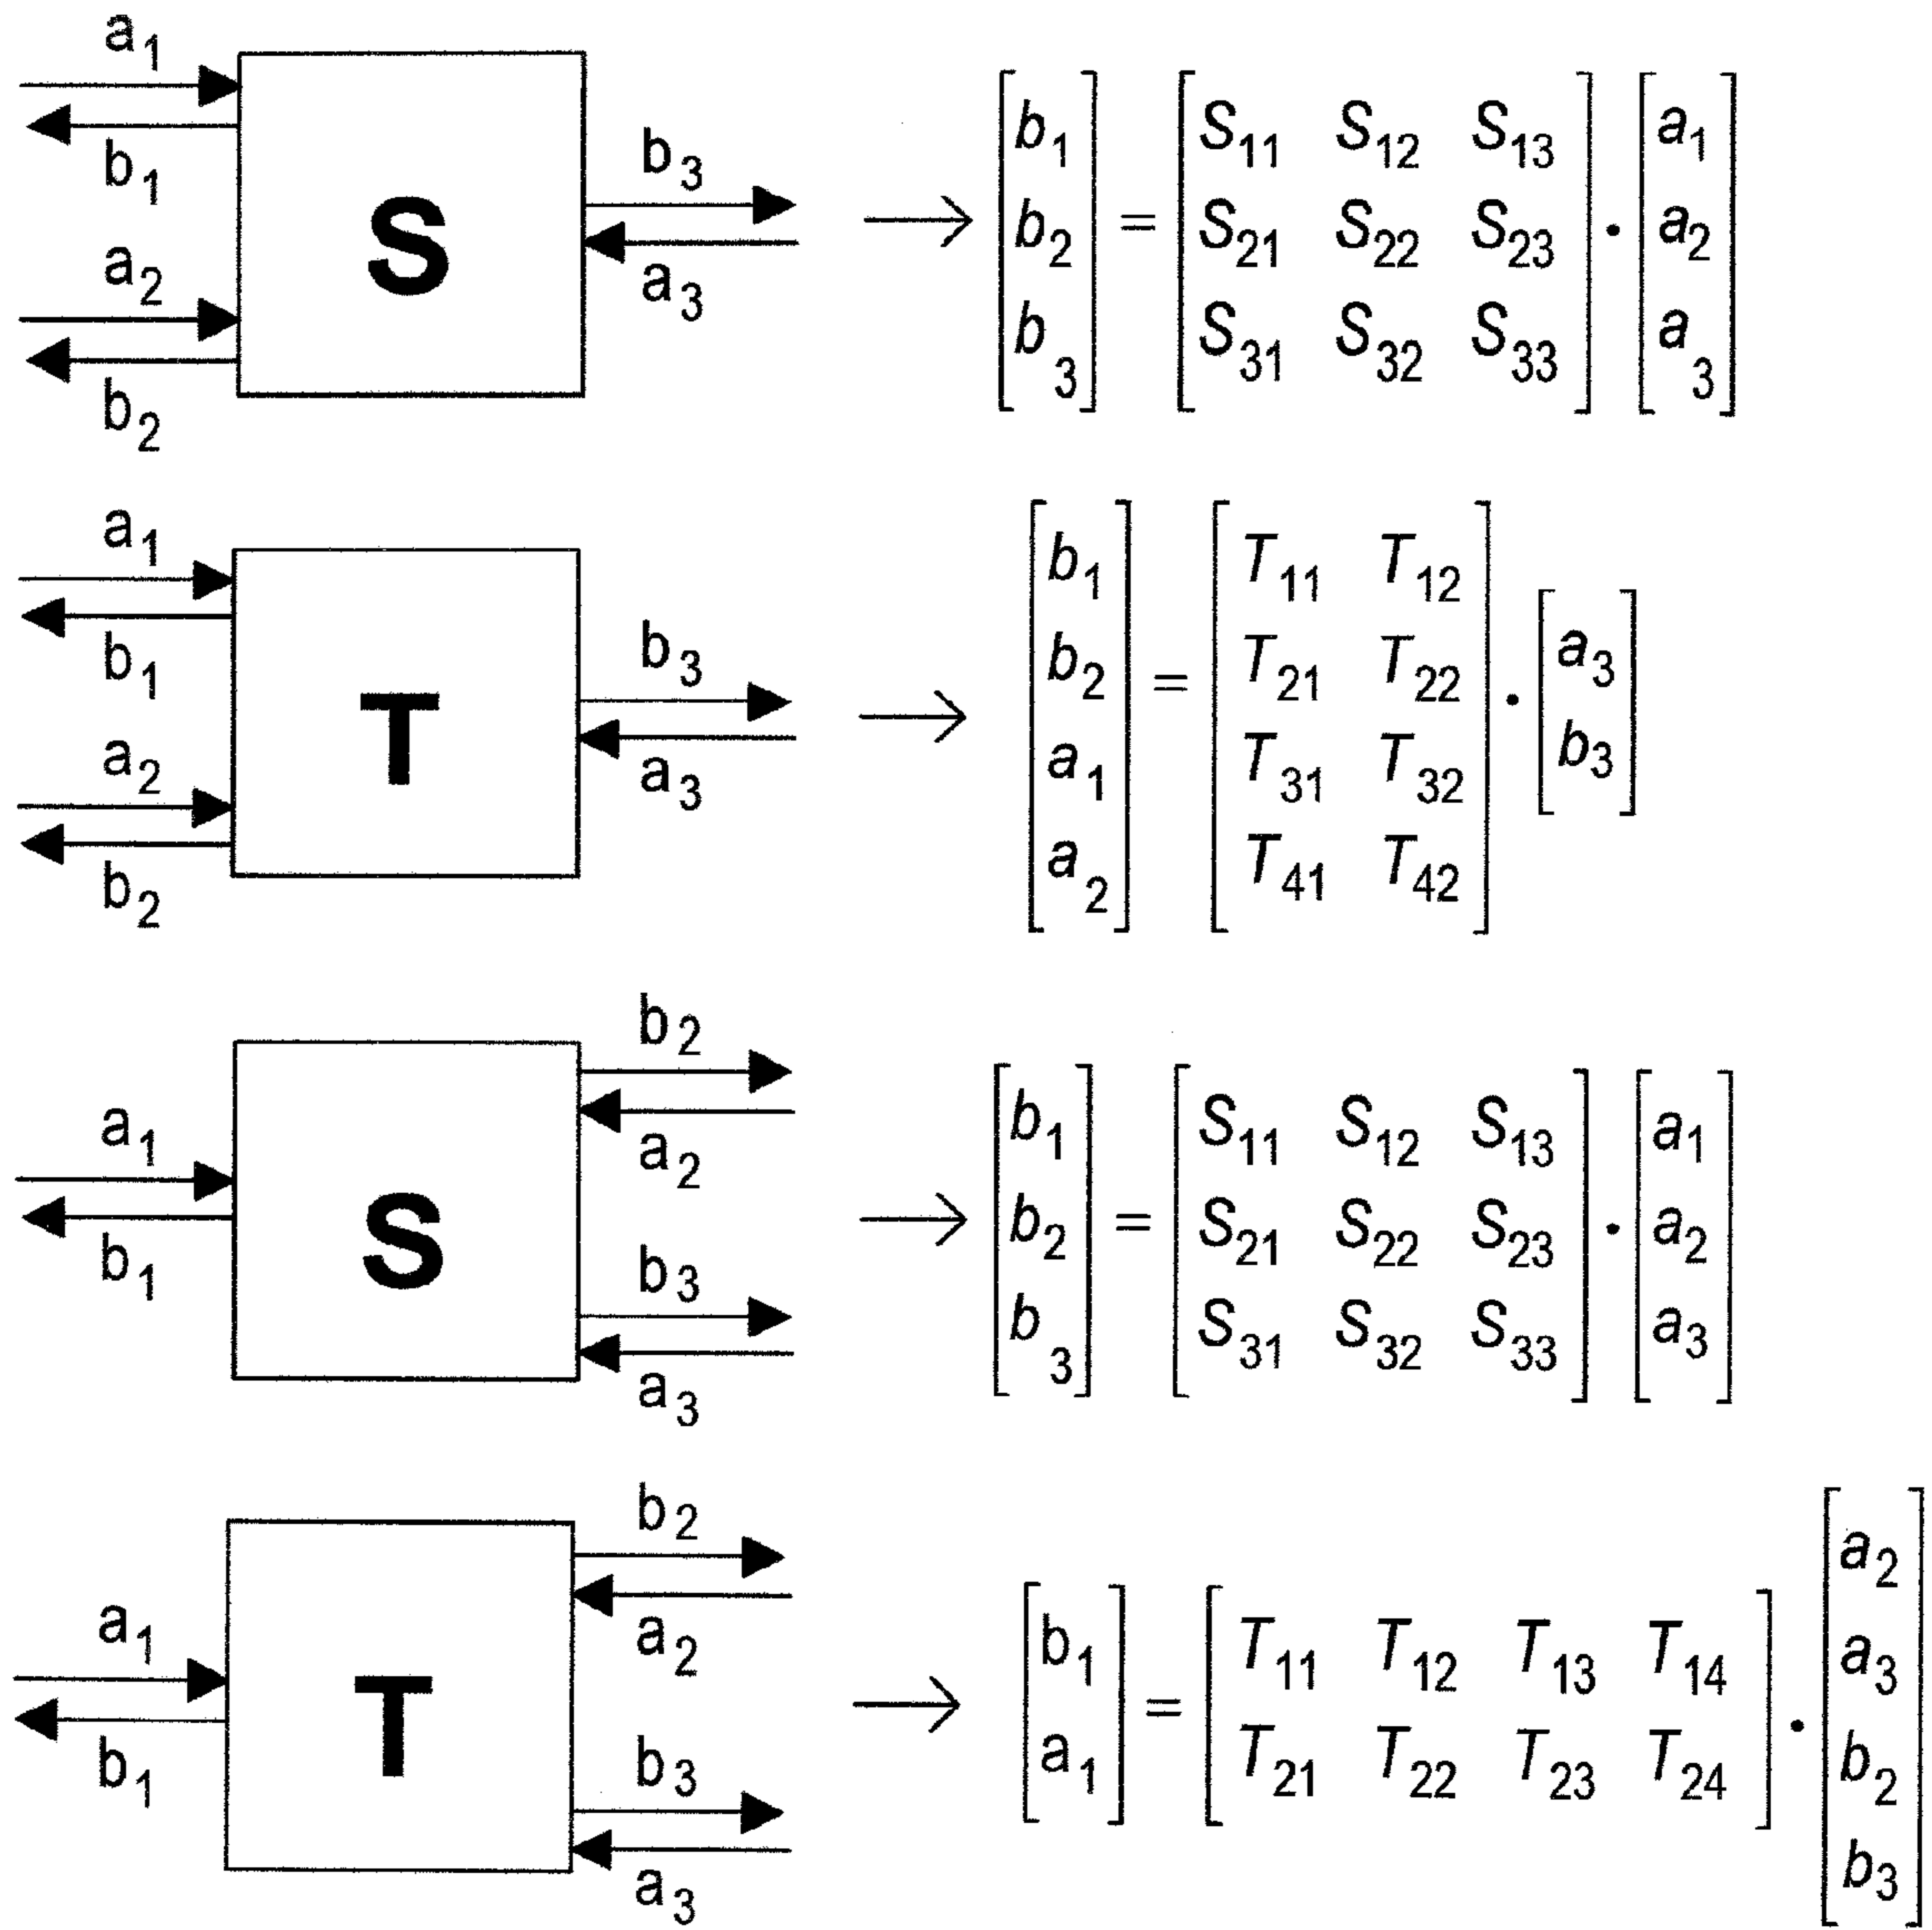 a₁
b₁
a₂
b₂
S
b₃
a₃
→ [b₁ b₂ b₃] = [S₁₁ S₁₂ S₁₃ S₂₁ S₂₂ S₂₃ S₃₁ S₃₂ S₃₃] · [a₁ a₂ a₃]
a₁
b₁
a₂
b₂
T
b₃
a₃
→ [b₁ b₂ a₁ a₂] = [T₁₁ T₁₂ T₂₁ T₂₂ T₃₁ T₃₂ T₄₁ T₄₂] · [a₃ b₃]
a₁
b₁
S
b₂
a₂
b₃
a₃
→ [b₁ b₂ b₃] = [S₁₁ S₁₂ S₁₃ S₂₁ S₂₂ S₂₃ S₃₁ S₃₂ S₃₃] · [a₁ a₂ a₃]
a₁
b₁
T
b₂
a₂
b₃
a₃
→ [b₁ a₁] = [T₁₁ T₁₂ T₁₃ T₁₄ T₂₁ T₂₂ T₂₃ T₂₄] · [a₂ a₃ b₂ b₃]